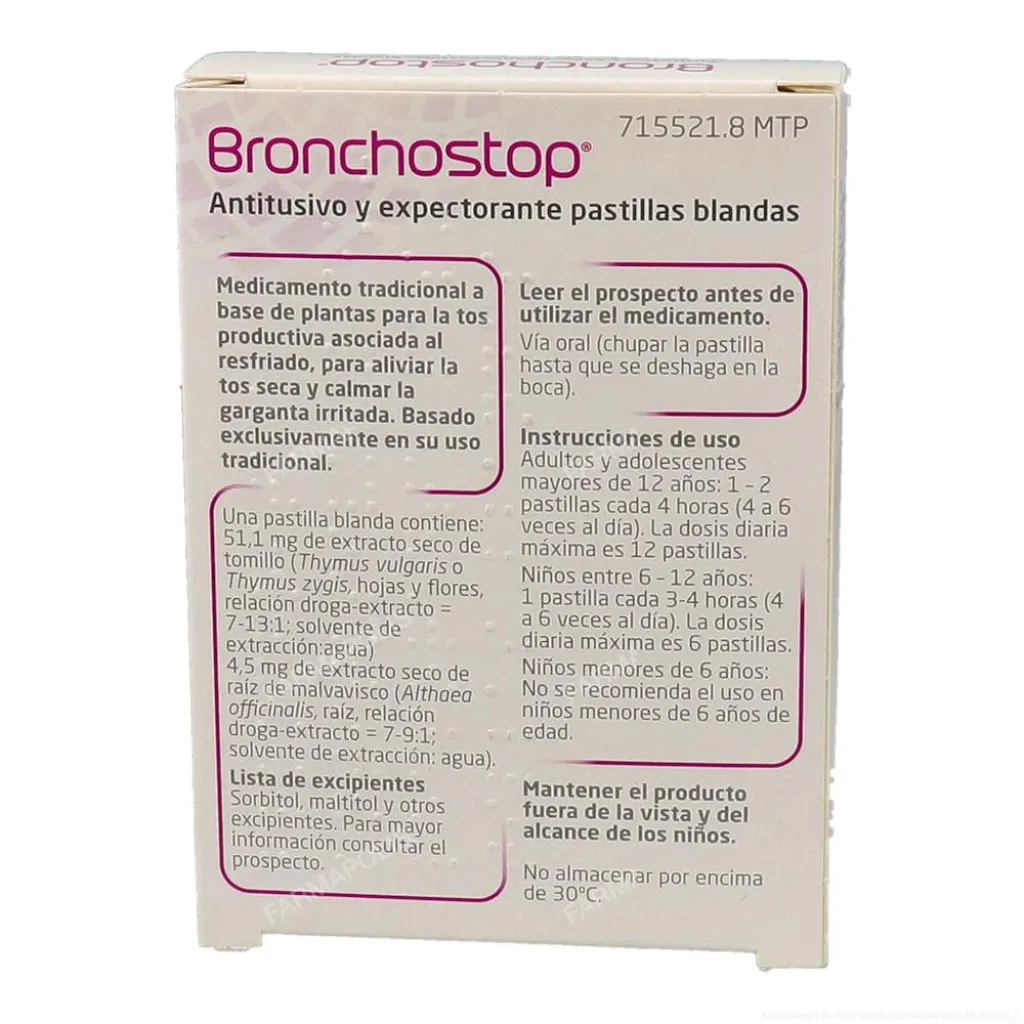 Bronchostop
715521.8 MTP
Bronchostop®
Antitusivo y expectorante pastillas blandas
Medicamento tradicional a
base de plantas para la tos
productiva asociada al
resfriado, para aliviar la
tos seca y calmar la
garganta irritada. Basado
exclusivamente en su uso
tradicional.
Una pastilla blanda contiene:
51,1 mg de extracto seco de
tomillo (Thymus vulgaris o
Thymus zygis, hojas y flores,
relación droga-extracto =
7-13:1; solvente de
extracción:agua)
4,5 mg de extracto seco de
raíz de malvavisco (Althaea
officinalis, raíz, relación
droga-extracto = 7-9:1;
solvente de extracción: agua).
Lista de excipientes
Sorbitol, maltitol y otros
excipientes. Para mayor
información consultar el
prospecto.
Leer el prospecto antes de
utilizar el medicamento.
Vía oral (chupar la pastilla
hasta que se deshaga en la
boca).
Instrucciones de uso
Adultos y adolescentes
mayores de 12 años: 1 – 2
pastillas cada 4 horas (4 a 6
veces al día). La dosis diaria
máxima es 12 pastillas.
Niños entre 6 – 12 años:
1 pastilla cada 3-4 horas (4
a 6 veces al día). La dosis
diaria máxima es 6 pastillas.
Niños menores de 6 años:
No se recomienda el uso en
niños menores de 6 años de
edad.
Mantener el producto
fuera de la vista y del
alcance de los niños.
No almacenar por encima
de 30ºC.